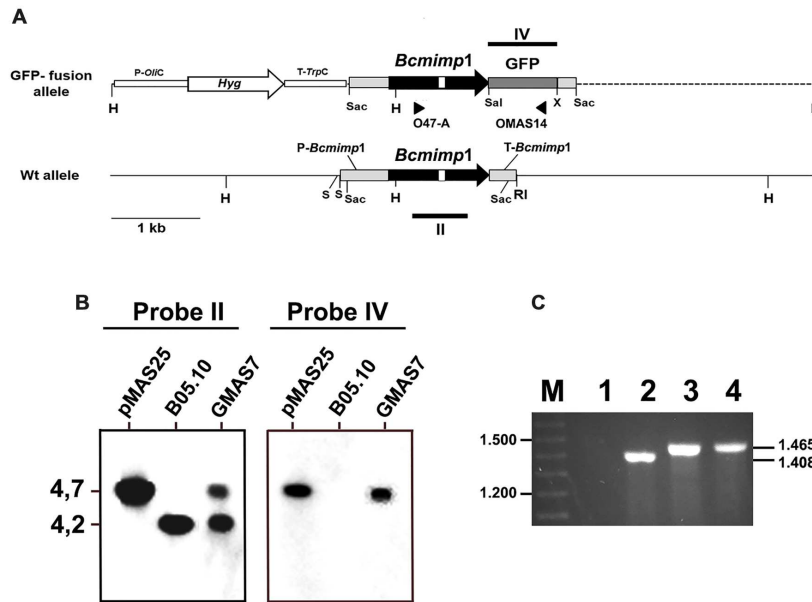 A
IV
P-OliC
T-TrpC
Bcmimp1
GFP
GFP- fusion allele
Hyg
H
Sac
H
Sal
X
Sac
H
O47-A
OMAS14
P-Bcmimp1
Bcmimp1
T-Bcmimp1
Wt allele
H
S
S
Sac
H
Sac
RI
H
1 kb
II
B
Probe II
Probe IV
C
pMAS25
B05.10
GMAS7
pMAS25
B05.10
GMAS7
M
1
2
3
4
4,7
4,2
1.500
1.200
1.465
1.408